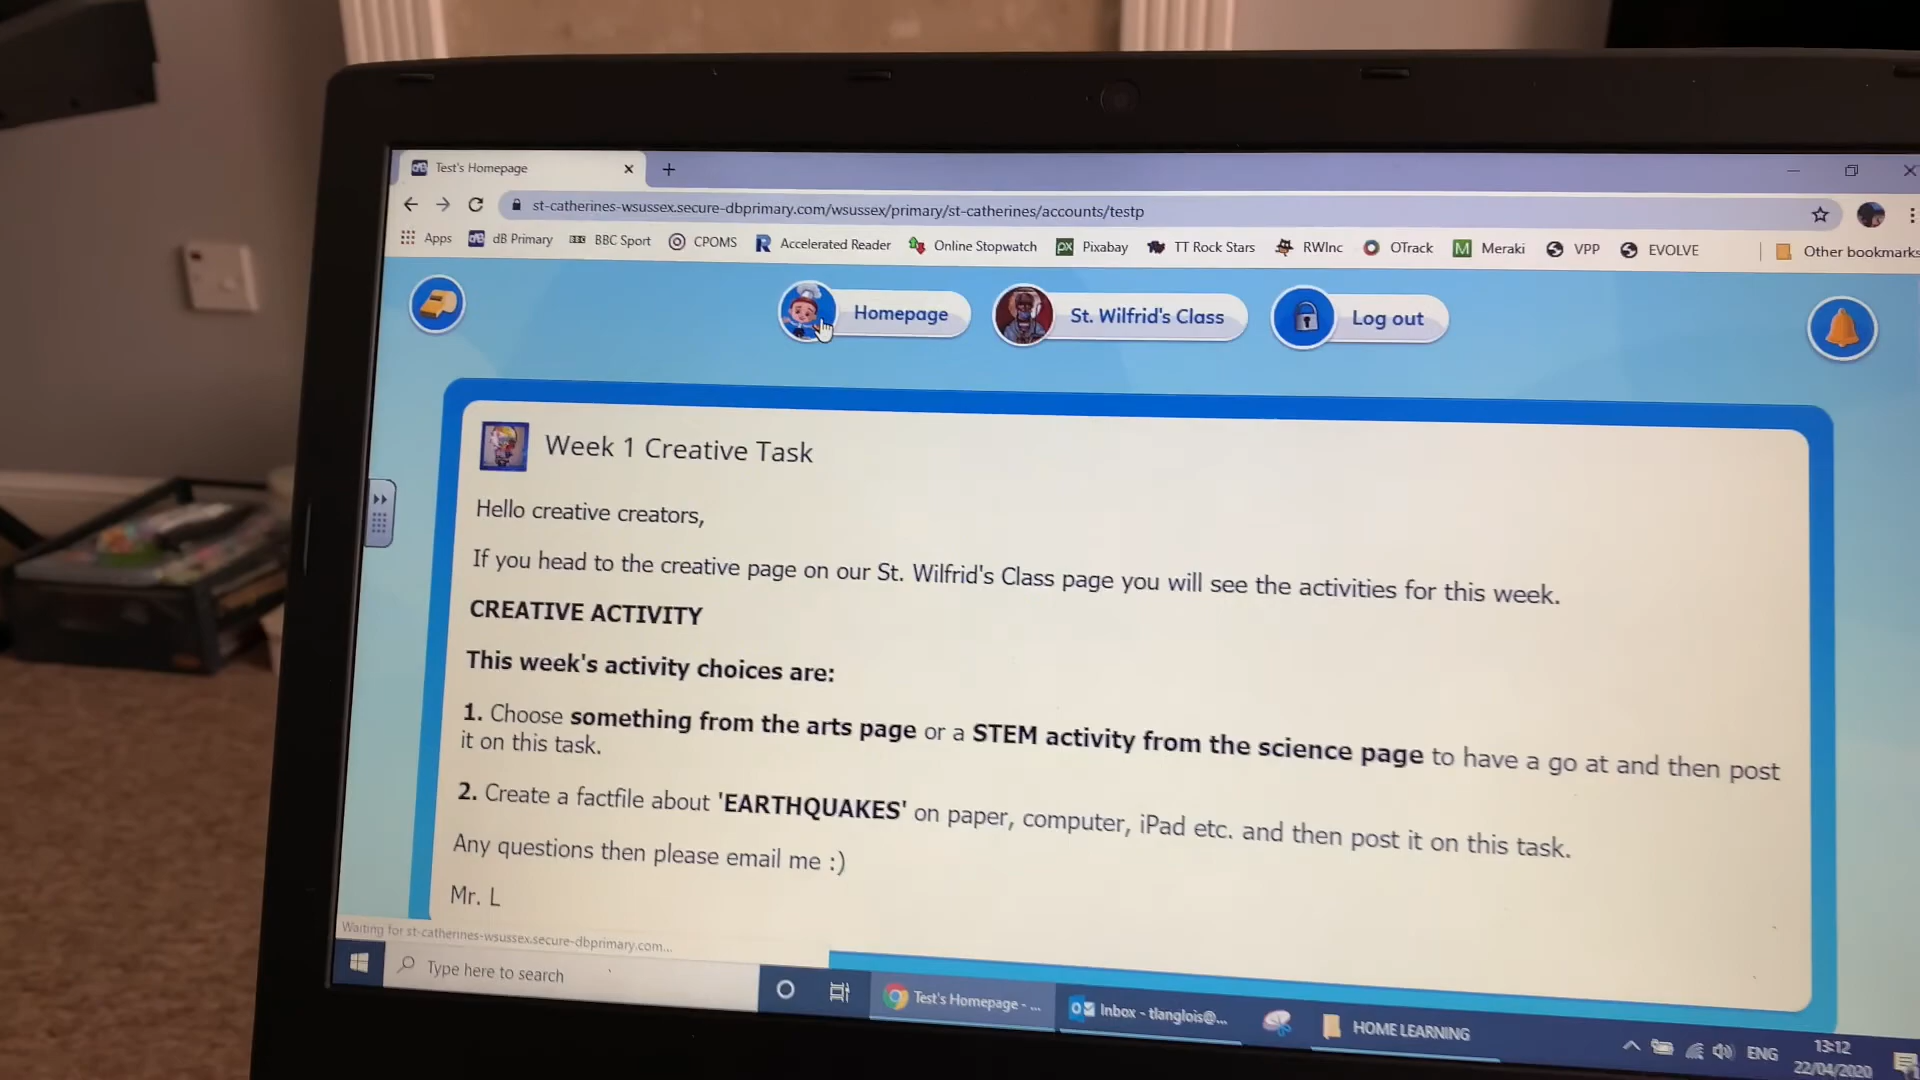 Test's Homepage
st-catherines-wsussex.secure-dbprimary.com/wsussex/primary/st-catherines/accounts/testp
Apps dB Primary BBC Sport CPOMS Accelerated Reader Online Stopwatch Pixabay TT Rock Stars RWInc OTrack Meraki VPP EVOLVE Other bookmarks
Homepage St. Wilfrid's Class Log out
Week 1 Creative Task
Hello creative creators,
If you head to the creative page on our St. Wilfrid's Class page you will see the activities for this week.
CREATIVE ACTIVITY
This week's activity choices are:
1. Choose something from the arts page or a STEM activity from the science page to have a go at and then post
it on this task.
2. Create a factfile about 'EARTHQUAKES' on paper, computer, iPad etc. and then post it on this task.
Any questions then please email me :)
Mr. L
Waiting for st-catherines-wsussex.secure-dbprimary.com...
Type here to search
Test's Homepage - ...
Inbox - tlanglois@...
HOME LEARNING
ENG
13:12
22/04/2020